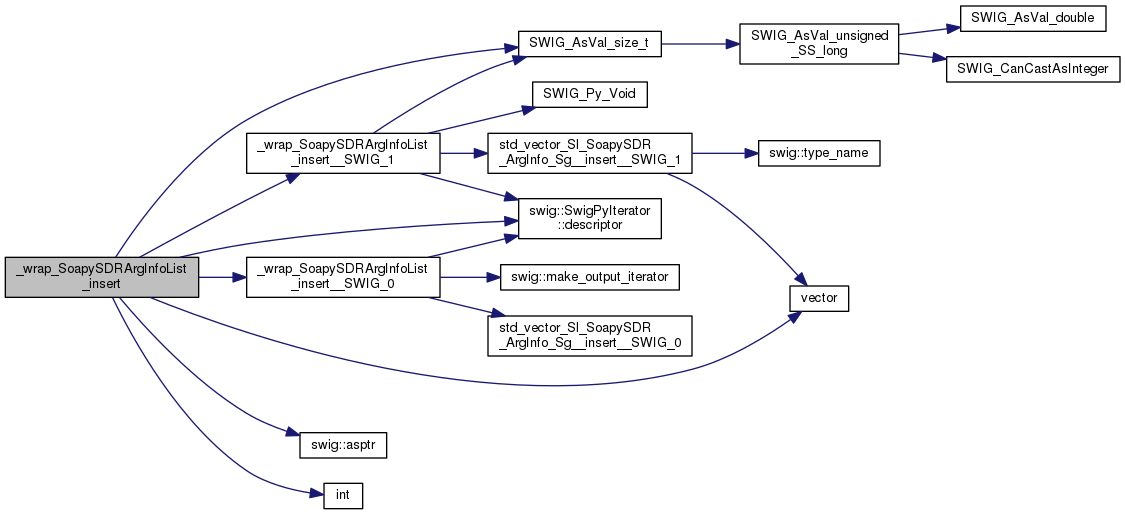 SWIG_AsVal_double
SWIG_AsVal_size_t
SWIG_AsVal_unsigned
_SS_long
SWIG_CanCastAsInteger
SWIG_Py_Void
_wrap_SoapySDRArgInfoList
_insert__SWIG_1
std_vector_Sl_SoapySDR
_ArgInfo_Sg__insert__SWIG_1
swig::type_name
swig::SwigPyIterator
::descriptor
_wrap_SoapySDRArgInfoList
_insert
_wrap_SoapySDRArgInfoList
_insert__SWIG_0
swig::make_output_iterator
vector
std_vector_Sl_SoapySDR
_ArgInfo_Sg__insert__SWIG_0
swig::asptr
int